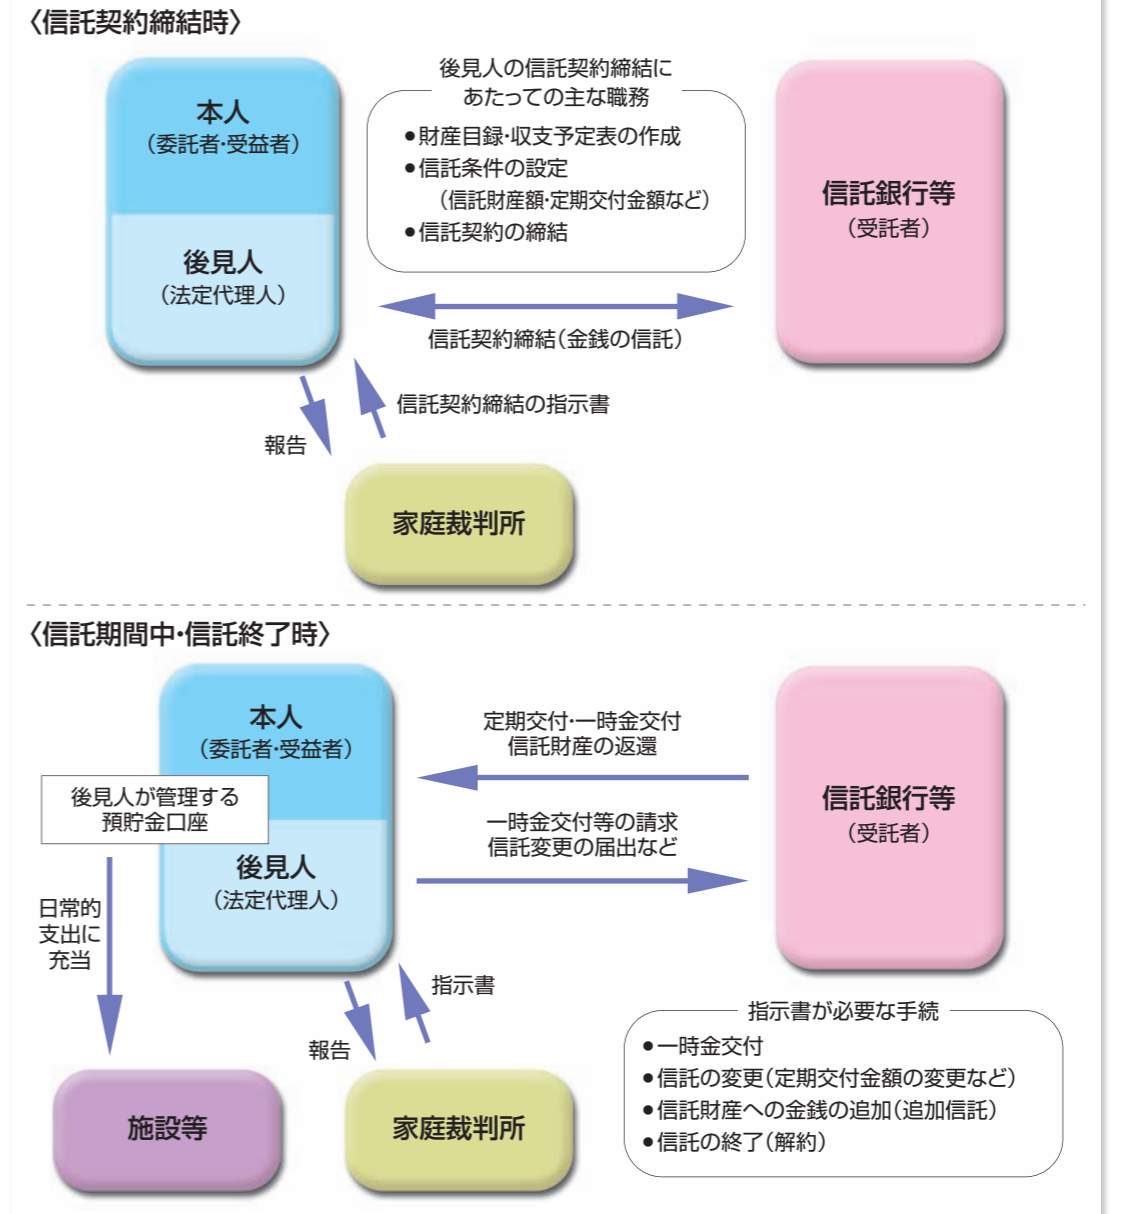 〈信託契約締結時〉
本人
（委託者・受益者）
後見人
（法定代理人）
後見人の信託契約締結に
あたっての主な職務
●財産目録・収支予定表の作成
●信託条件の設定
（信託財産額・定期交付金額など）
●信託契約の締結
信託銀行等
（受託者）
信託契約締結（金銭の信託）
信託契約締結の指示書
報告
家庭裁判所
〈信託期間中・信託終了時〉
本人
（委託者・受益者）
後見人が管理する
預貯金口座
後見人
（法定代理人）
定期交付・一時金交付
信託財産の返還
一時金交付等の請求
信託変更の届出など
信託銀行等
（受託者）
日常的
支出に
充当
指示書
報告
施設等
家庭裁判所
指示書が必要な手続
●一時金交付
●信託の変更（定期交付金額の変更など）
●信託財産への金銭の追加（追加信託）
●信託の終了（解約）